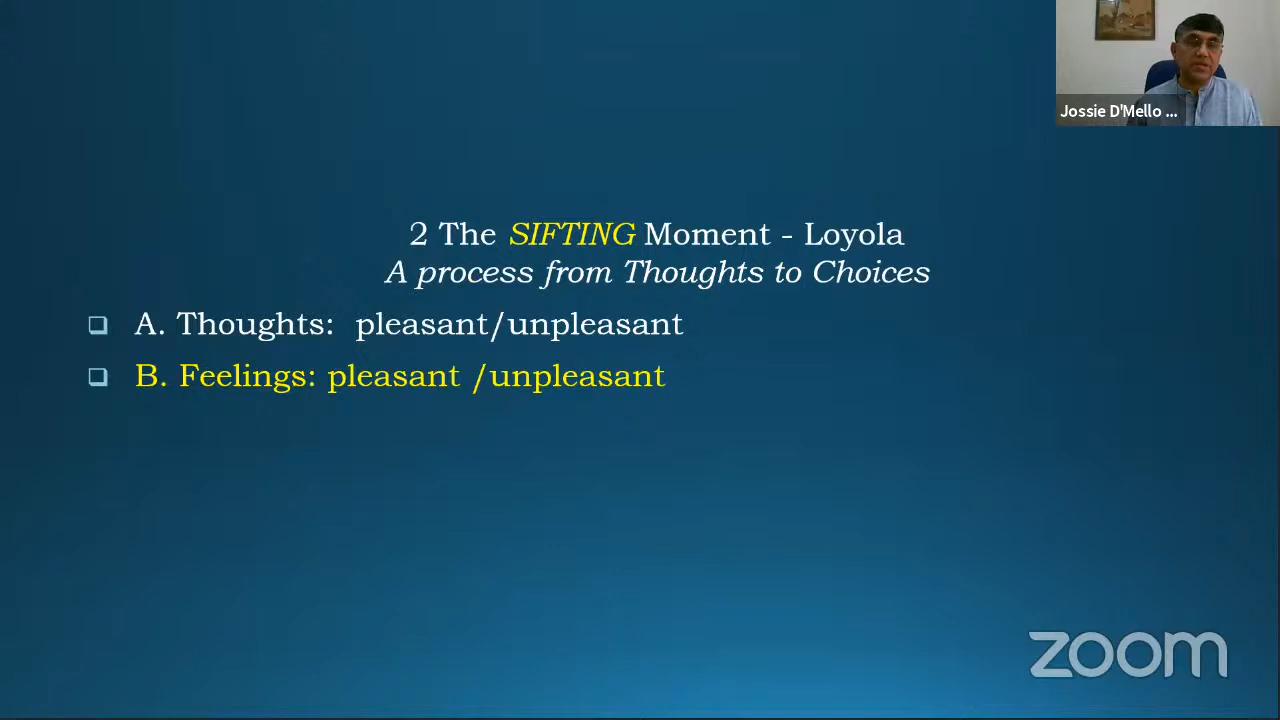 Jossie D'Mello ...
2 The SIFTING Moment - Loyola
A process from Thoughts to Choices
❑ A. Thoughts: pleasant/unpleasant
❑ B. Feelings: pleasant /unpleasant
zoom